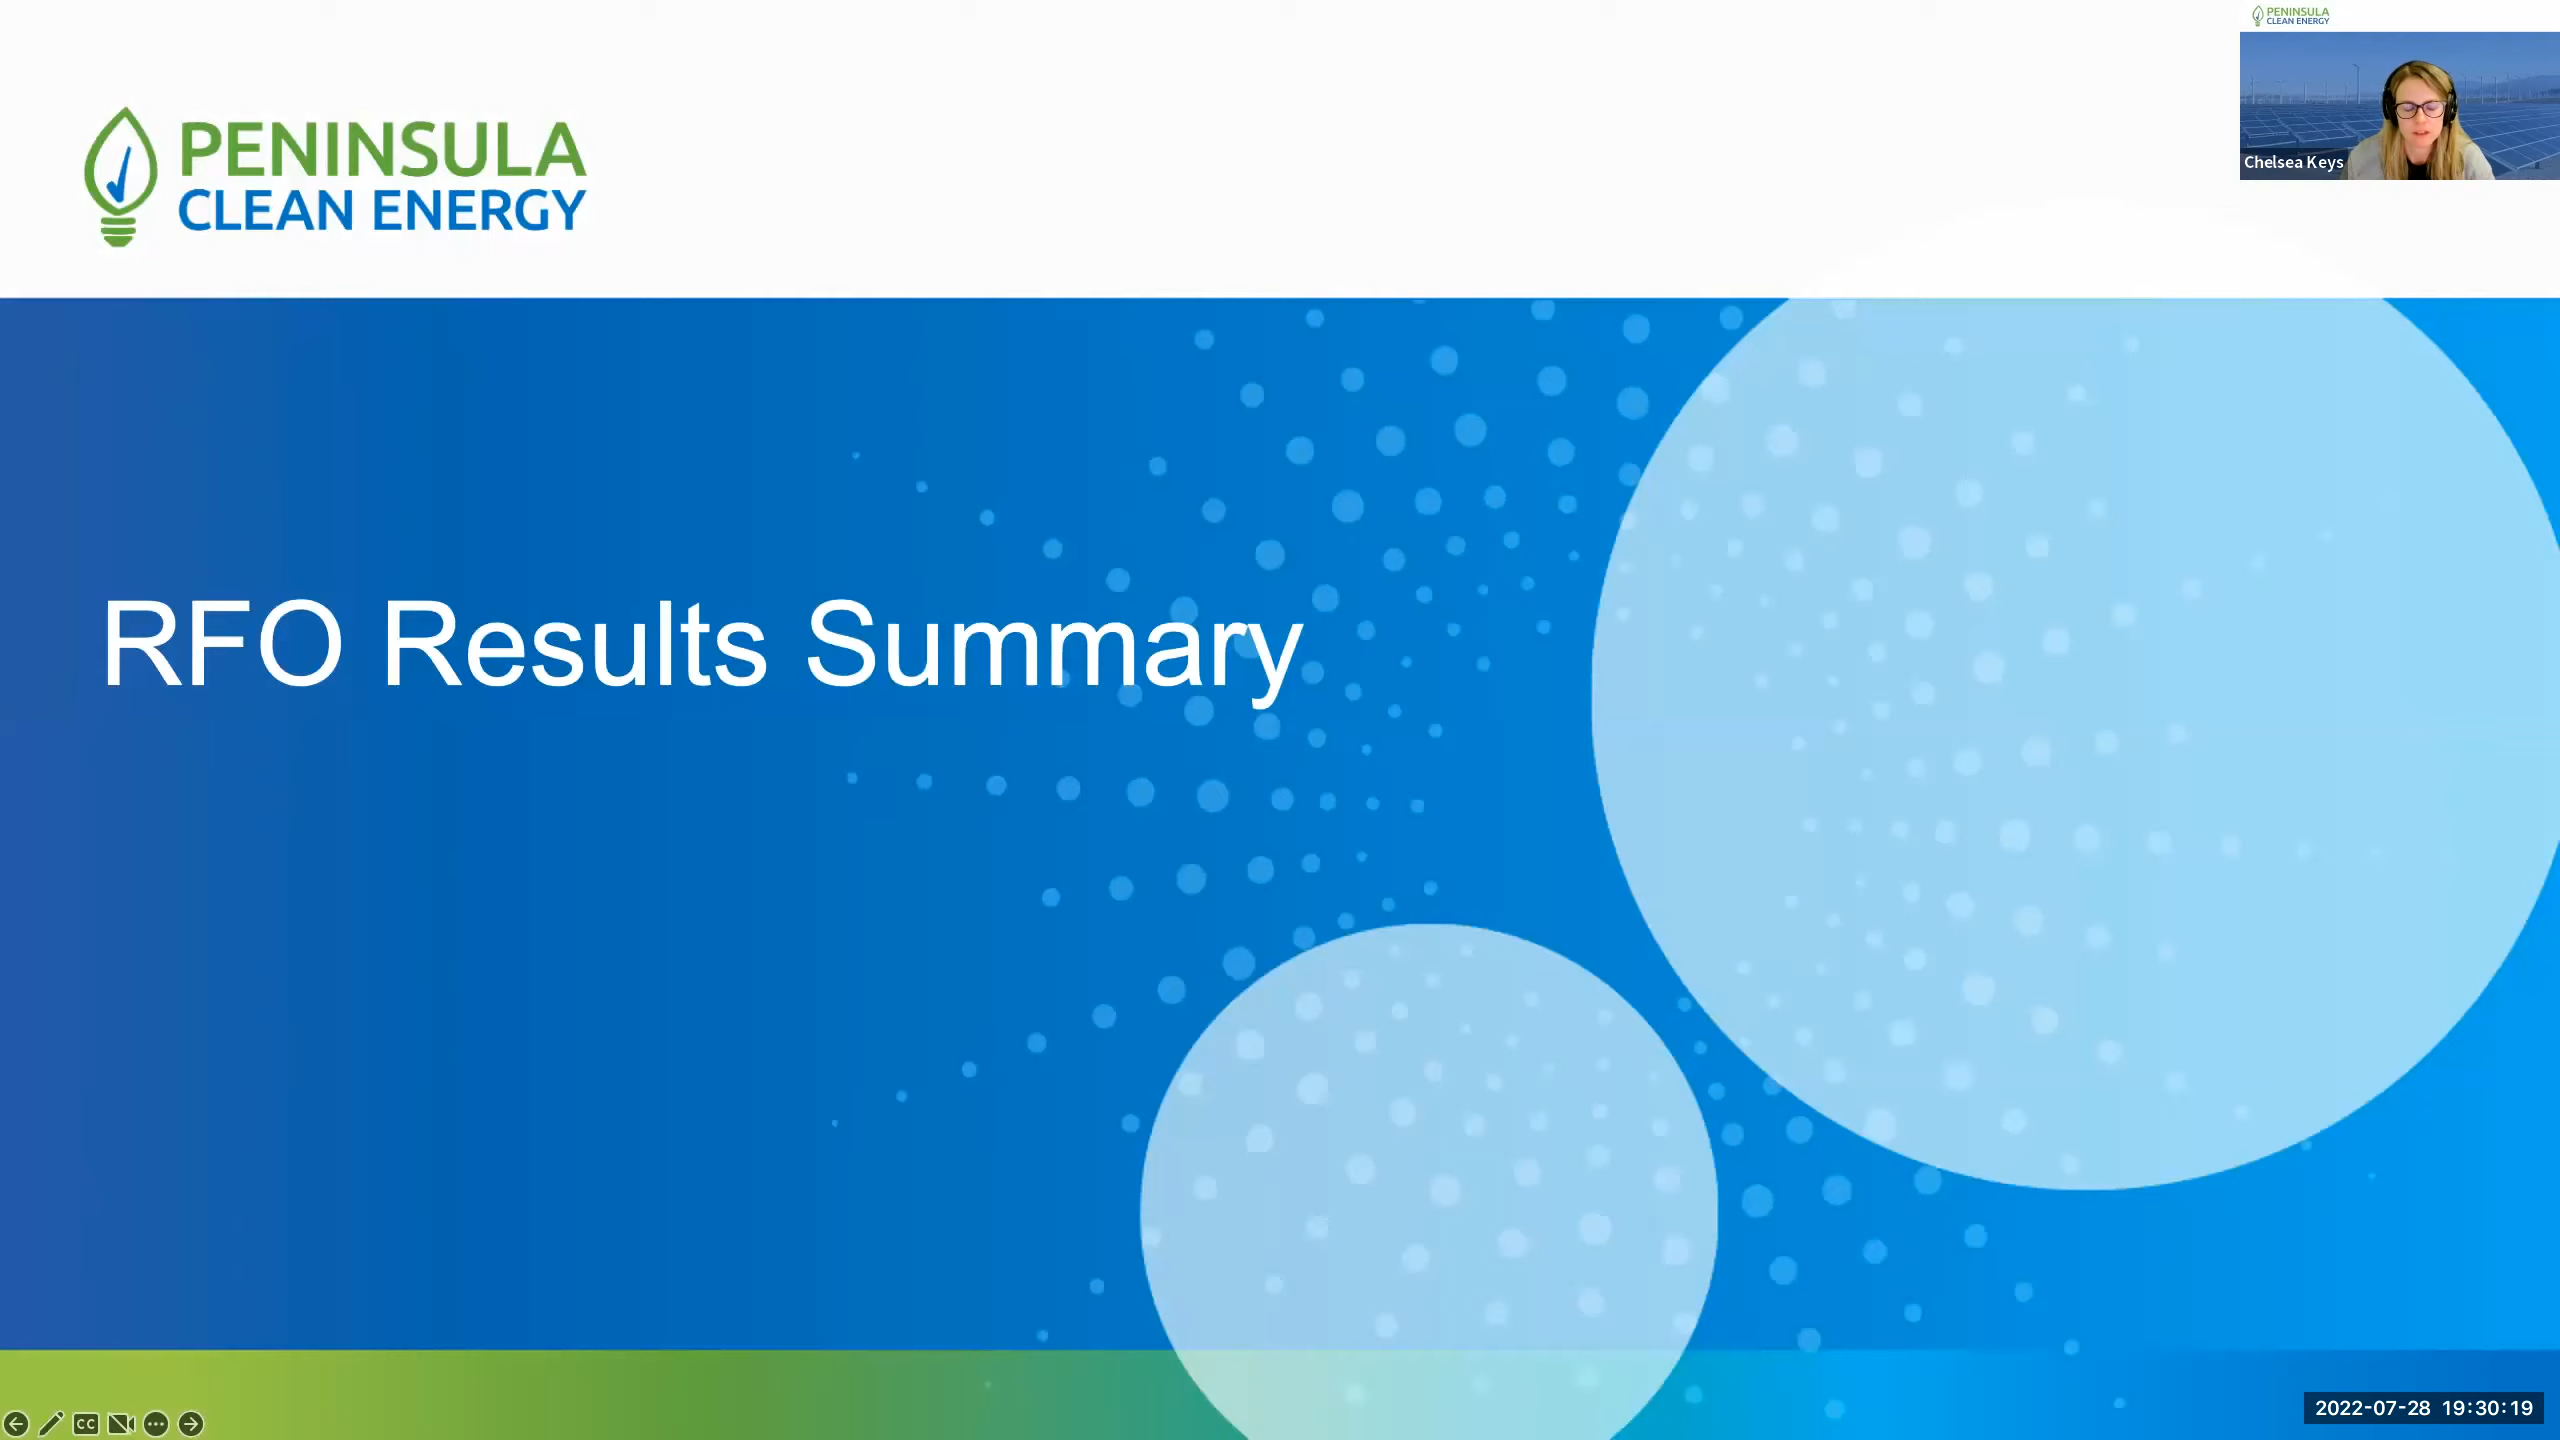 PENINSULA
CLEAN ENERGY
PENINSULA
CLEAN ENERGY
Chelsea Keys
RFO Results Summary
CC
2022-07-28 19:30:19